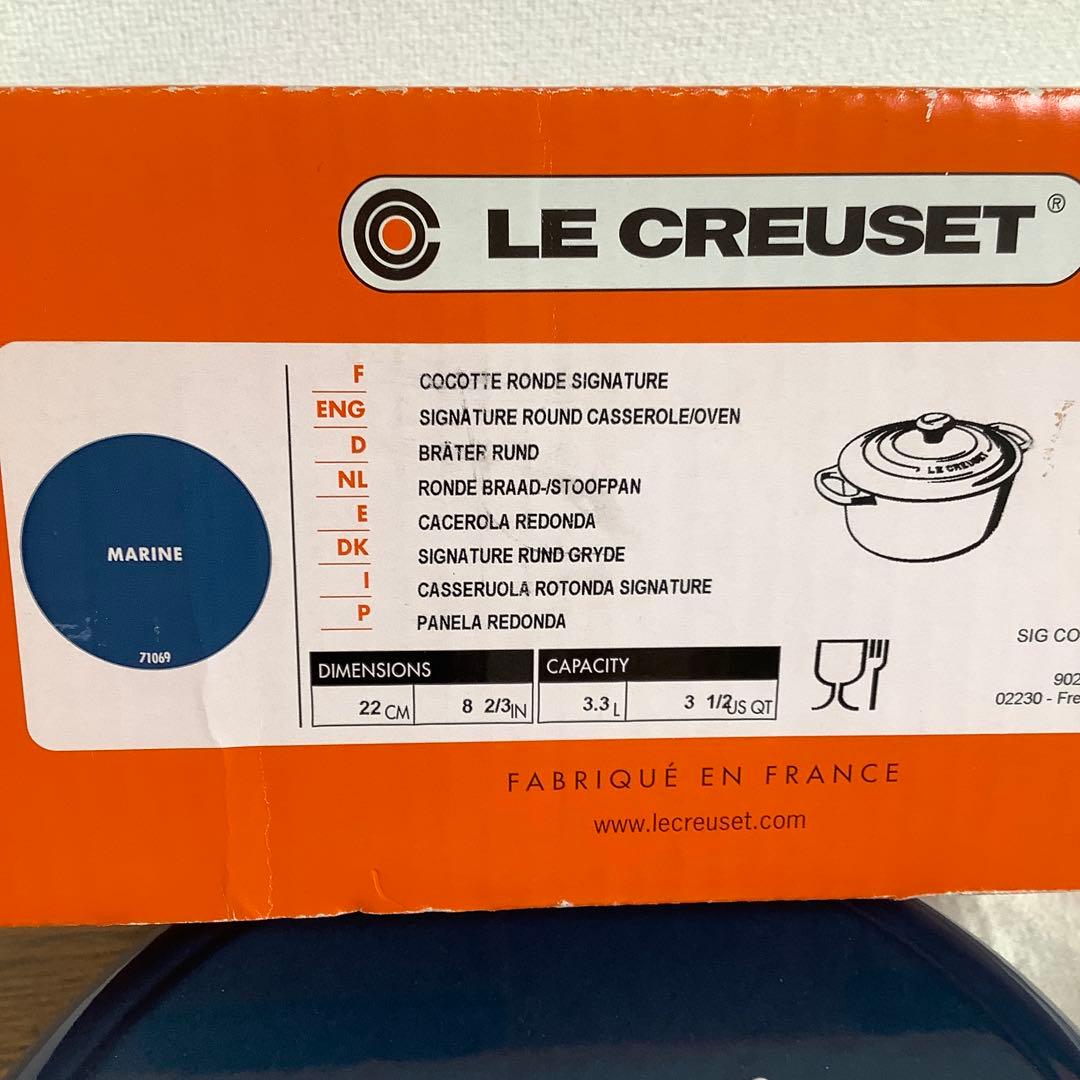 LE CREUSET®
F COCOTTE RONDE SIGNATURE
ENG SIGNATURE ROUND CASSEROLE/OVEN
D BRÄTER RUND
NL RONDE BRAAD-/STOOFPAN
E CACEROLA REDONDA
DK SIGNATURE RUND GRYDE
I CASSERUOLA ROTONDA SIGNATURE
P PANELA REDONDA
MARINE
71069
LE CREUSET
DIMENSIONS CAPACITY
22 CM 8 2/3 IN 3.3 L 3 1/2 US QT
SIG CO
902
02230 - Fre
FABRIQUÉ EN FRANCE
www.lecreuset.com